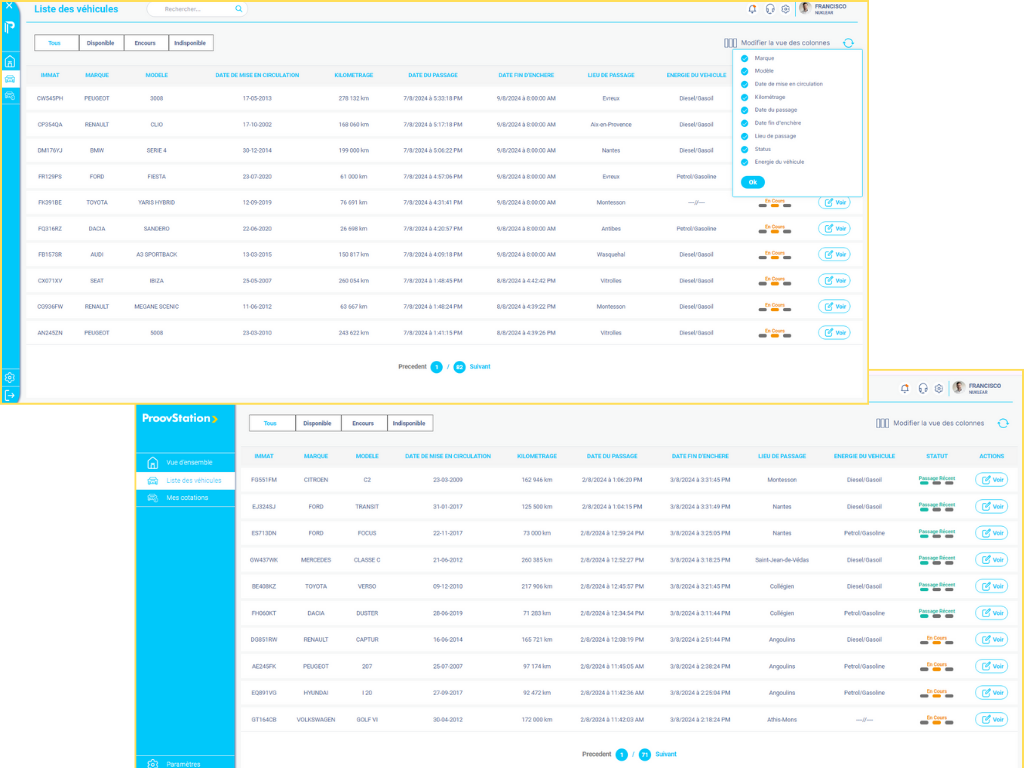 Liste des véhicules
Rechercher...
FRANCISCO
NUKLEAR
Tous Disponible Encours Indisponible
Modifier la vue des colonnes
IMMAT MARQUE MODELE DATE DE MISE EN CIRCULATION KILOMETRAGE DATE DU PASSAGE DATE FIN D'ENCHERE LIEU DE PASSAGE ENERGIE DU VEHICULE
CW545PH PEUGEOT 3008 17-05-2013 278 132 km 7/8/2024 à 5:33:18 PM 9/8/2024 à 8:00:00 AM Evreux Diesel/Gasoil
CP354QA RENAULT CLIO 17-10-2002 168 060 km 7/8/2024 à 5:17:18 PM 9/8/2024 à 8:00:00 AM Aix-en-Provence Diesel/Gasoil
DM176YJ BMW SERIE 4 30-12-2014 199 000 km 7/8/2024 à 5:06:22 PM 9/8/2024 à 8:00:00 AM Nantes Diesel/Gasoil
FR129PS FORD FIESTA 23-07-2020 61 000 km 7/8/2024 à 4:57:06 PM 9/8/2024 à 8:00:00 AM Evreux Petrol/Gasoline
FK391BE TOYOTA YARIS HYBRID 12-09-2019 76 691 km 7/8/2024 à 4:31:41 PM 9/8/2024 à 8:00:00 AM Montesson ---//--- En Cours Voir
FG316RZ DACIA SANDERO 22-06-2020 26 698 km 7/8/2024 à 4:20:57 PM 9/8/2024 à 8:00:00 AM Antibes Petrol/Gasoline En Cours Voir
FB157SR AUDI A3 SPORTBACK 13-03-2015 150 817 km 7/8/2024 à 4:09:18 PM 9/8/2024 à 8:00:00 AM Wasquehal Diesel/Gasoil En Cours Voir
CX071XV SEAT IBIZA 25-05-2007 260 054 km 7/8/2024 à 1:48:45 PM 8/8/2024 à 4:42:42 PM Vitrolles Diesel/Gasoil En Cours Voir
CG936FW RENAULT MEGANE SCENIC 11-06-2012 63 667 km 7/8/2024 à 1:48:24 PM 8/8/2024 à 4:39:22 PM Montesson Diesel/Gasoil En Cours Voir
AN245ZN PEUGEOT 5008 23-03-2010 243 622 km 7/8/2024 à 1:41:15 PM 8/8/2024 à 4:39:26 PM Vitrolles Diesel/Gasoil En Cours Voir
Marque
Modèle
Date de mise en circulation
Kilométrage
Date du passage
Date fin d'enchère
Lieu de passage
Status
Energie du véhicule
Ok
Precedent 1 / 82 Suivant
FRANCISCO
NUKLEAR
ProovStation
Vue d'ensemble
Liste des véhicules
Mes cotations
Paramètres
Tous Disponible Encours Indisponible
Modifier la vue des colonnes
IMMAT MARQUE MODELE DATE DE MISE EN CIRCULATION KILOMETRAGE DATE DU PASSAGE DATE FIN D'ENCHERE LIEU DE PASSAGE ENERGIE DU VEHICULE STATUT ACTIONS
FG551FM CITROEN C2 23-03-2009 162 946 km 2/8/2024 à 1:06:20 PM 3/8/2024 à 3:31:45 PM Montesson Diesel/Gasoil Passage Récent Voir
EJ324SJ FORD TRANSIT 31-01-2017 125 500 km 2/8/2024 à 1:04:15 PM 3/8/2024 à 3:31:49 PM Nantes Diesel/Gasoil Passage Récent Voir
ES713DN FORD FOCUS 22-11-2017 73 000 km 2/8/2024 à 12:59:24 PM 3/8/2024 à 3:25:05 PM Nantes Petrol/Gasoline Passage Récent Voir
GW437WK MERCEDES CLASSE C 21-06-2012 260 385 km 2/8/2024 à 12:52:27 PM 3/8/2024 à 3:18:25 PM Saint-Jean-de-Védas Diesel/Gasoil Passage Récent Voir
BE408KZ TOYOTA VERSO 09-12-2010 217 906 km 2/8/2024 à 12:45:57 PM 3/8/2024 à 3:21:45 PM Collégien Diesel/Gasoil Passage Récent Voir
FH060KT DACIA DUSTER 28-06-2019 71 283 km 2/8/2024 à 12:34:54 PM 3/8/2024 à 3:11:44 PM Collégien Petrol/Gasoline Passage Récent Voir
DG851RW RENAULT CAPTUR 16-06-2014 165 721 km 2/8/2024 à 12:08:19 PM 3/8/2024 à 2:51:44 PM Angoulins Diesel/Gasoil En Cours Voir
AE245FK PEUGEOT 207 25-07-2007 97 174 km 2/8/2024 à 11:45:05 AM 3/8/2024 à 2:38:24 PM Angoulins Petrol/Gasoline En Cours Voir
EQ891VG HYUNDAI I 20 27-09-2017 92 472 km 2/8/2024 à 11:42:36 AM 3/8/2024 à 2:25:04 PM Angoulins Petrol/Gasoline En Cours Voir
GT164CB VOLKSWAGEN GOLF VI 30-04-2012 172 000 km 2/8/2024 à 11:42:03 AM 3/8/2024 à 2:18:24 PM Athis-Mons ---//--- En Cours Voir
Precedent 1 / 71 Suivant